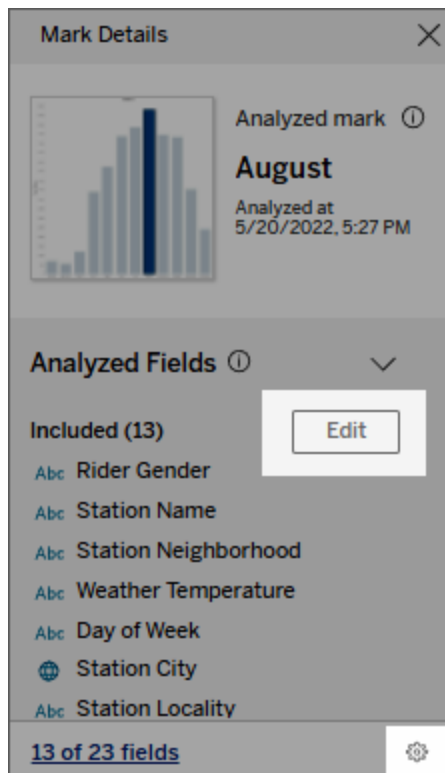 Mark Details
Analyzed mark
August
Analyzed at
5/20/2022, 5:27 PM
Analyzed Fields
Included (13)
Edit
Abc Rider Gender
Abc Station Name
Abc Station Neighborhood
Abc Weather Temperature
Abc Day of Week
Station City
Abc Station Locality
13 of 23 fields